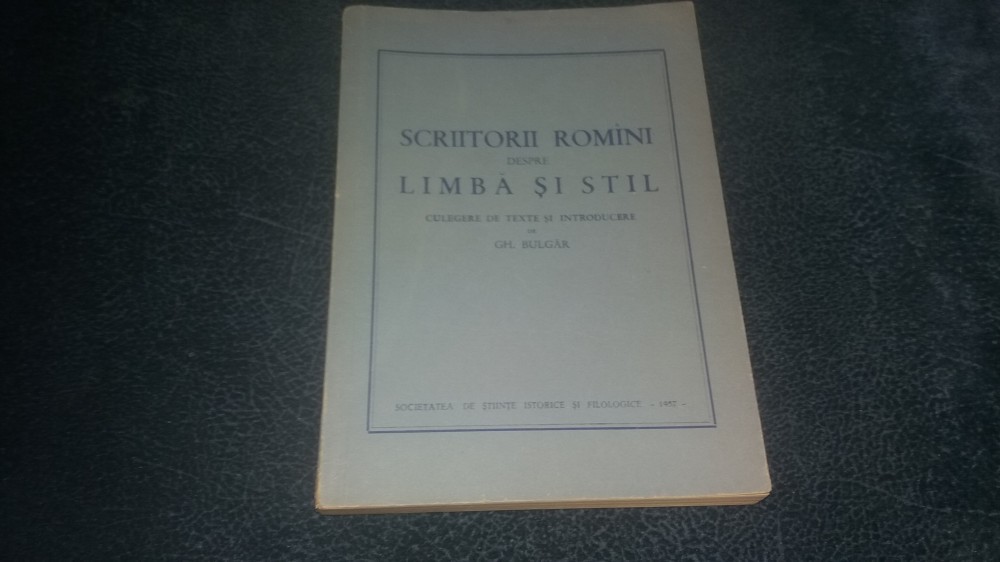 SCRIITORII ROMÎNI
DESPRE
LIMBĂ ȘI STIL
CULEGERE DE TEXTE ȘI INTRODUCERE
DE
GH. BULGĂR
SOCIETATEA DE ȘTIINȚE ISTORICE ȘI FILOLOGICE - 1957 -